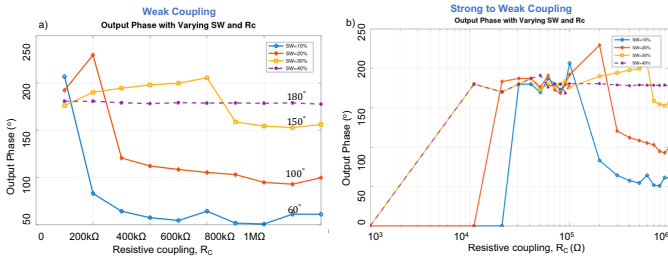 a)
Weak Coupling
Output Phase with Varying SW and Rc
SW=10%
SW=20%
SW=30%
SW=40%
250
200
150
100
50
Output Phase (°)
180°
150°
100°
60°
0 200kΩ 400kΩ 600kΩ 800kΩ 1MΩ
Resistive coupling, R_C
b)
Strong to Weak Coupling
Output Phase with Varying SW and Rc
SW=10%
SW=20%
SW=30%
SW=40%
250
200
150
100
50
0
Output Phase (°)
10³ 10⁴ 10⁵ 10⁶
Resistive coupling, R_C (Ω)